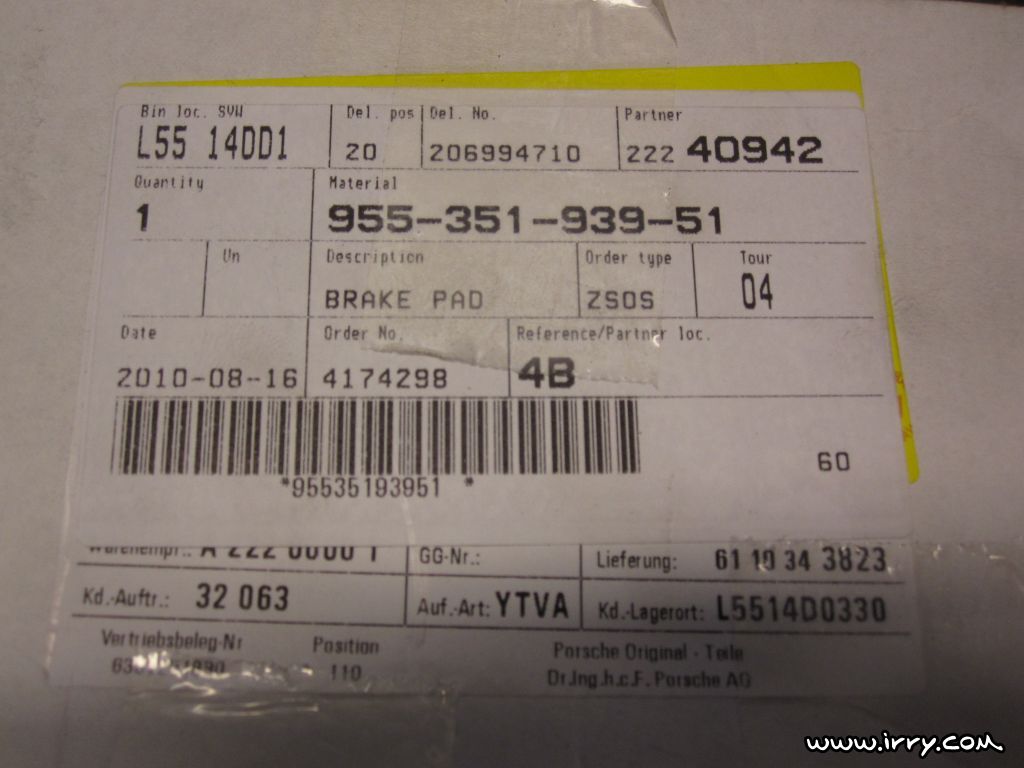 Bin loc. SVW Del. pos Del. No. Partner
L55 14DD1 20 206994710 222 40942
Quantity Material
1 955-351-939-51
Un Description Order type Tour
BRAKE PAD ZSOS 04
Date Order No. Reference/Partner loc.
2010-08-16 4174298 4B
60
*95535193951 *
GG-Nr.: Lieferung: 61 10 34 3823
Kd.-Auftr.: 32 063 Auf.-Art: YTVA Kd.-Lagerort: L5514D0330
Vertriebsbeleg-Nr Position Porsche Original - Teile
110 Dr.Ing.h.c.F. Porsche AG
www.irry.com